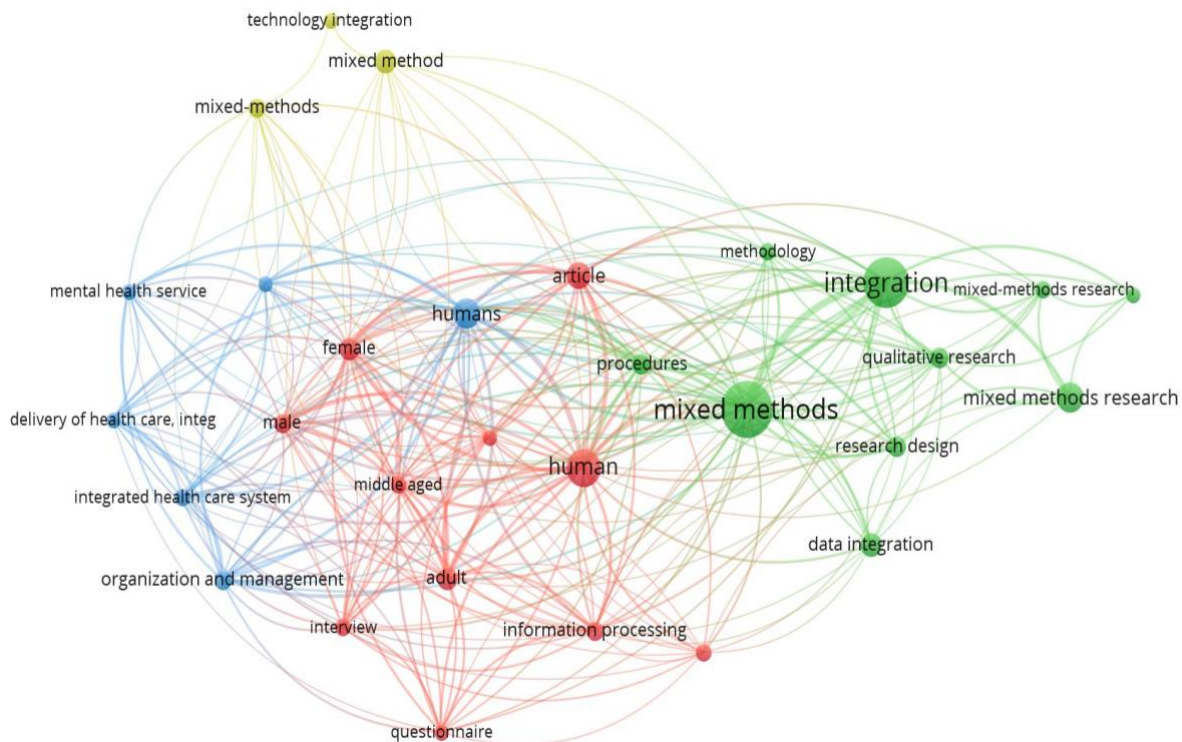 technology integration
mixed method
mixed-methods
methodology
article
integration
mental health service
mixed-methods research
humans
female
procedures
qualitative research
mixed methods research
mixed methods
delivery of health care, integ
male
research design
human
middle aged
integrated health care system
data integration
organization and management
adult
interview
information processing
questionnaire